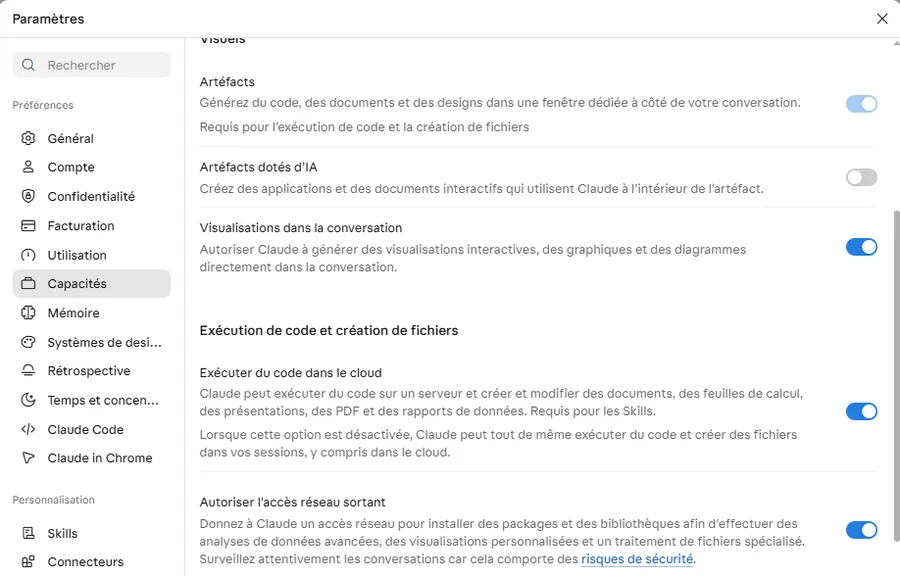 Paramètres
Rechercher
Préférences
Général
Compte
Confidentialité
Facturation
Utilisation
Capacités
Mémoire
Systèmes de desi...
Rétrospective
Temps et concen...
Claude Code
Claude in Chrome
Personnalisation
Skills
Connecteurs
Visuels
Artéfacts
Générez du code, des documents et des designs dans une fenêtre dédiée à côté de votre conversation.
Requis pour l'exécution de code et la création de fichiers
Artéfacts dotés d'IA
Créez des applications et des documents interactifs qui utilisent Claude à l'intérieur de l'artéfact.
Visualisations dans la conversation
Autoriser Claude à générer des visualisations interactives, des graphiques et des diagrammes
directement dans la conversation.
Exécution de code et création de fichiers
Exécuter du code dans le cloud
Claude peut exécuter du code sur un serveur et créer et modifier des documents, des feuilles de calcul,
des présentations, des PDF et des rapports de données. Requis pour les Skills.
Lorsque cette option est désactivée, Claude peut tout de même exécuter du code et créer des fichiers
dans vos sessions, y compris dans le cloud.
Autoriser l'accès réseau sortant
Donnez à Claude un accès réseau pour installer des packages et des bibliothèques afin d'effectuer des
analyses de données avancées, des visualisations personnalisées et un traitement de fichiers spécialisé.
Surveillez attentivement les conversations car cela comporte des risques de sécurité.